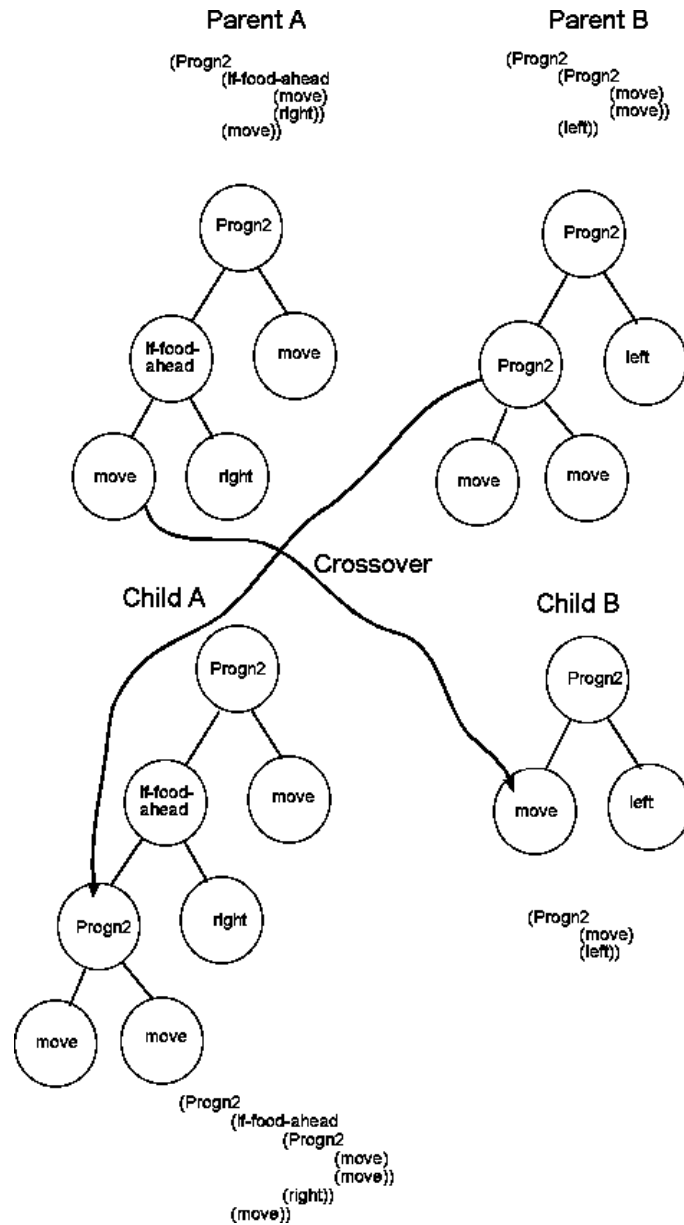 Parent A
(Progn2
(If-food-ahead
(move)
(right))
(move))
Parent B
(Progn2
(Progn2
(move)
(move))
(left))
Progn2
If-food-
ahead
move
move
right
Progn2
Progn2
left
move
move
Crossover
Child A
Progn2
If-food-
ahead
move
Progn2
right
move
move
(Progn2
(If-food-ahead
(Progn2
(move)
(move))
(right))
(move))
Child B
Progn2
move
left
(Progn2
(move)
(left))